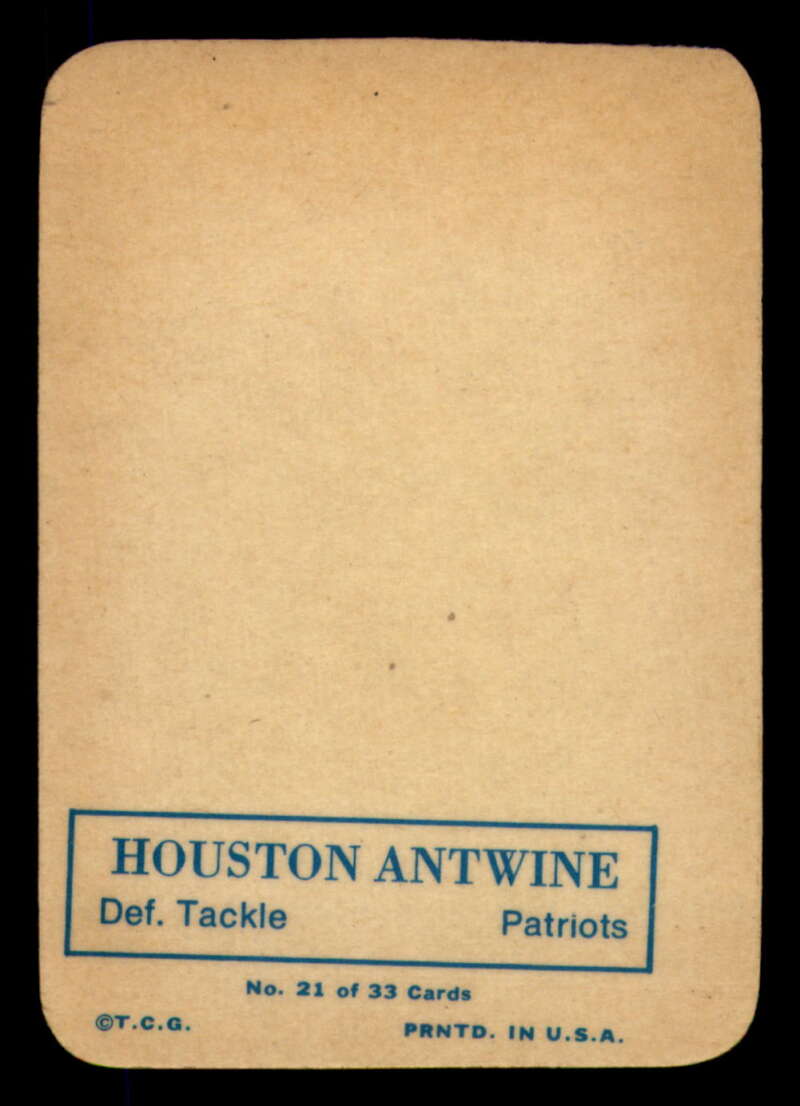 HOUSTON ANTWINE
Def. Tackle Patriots
No. 21 of 33 Cards
©T.C.G. PRNTD. IN U.S.A.